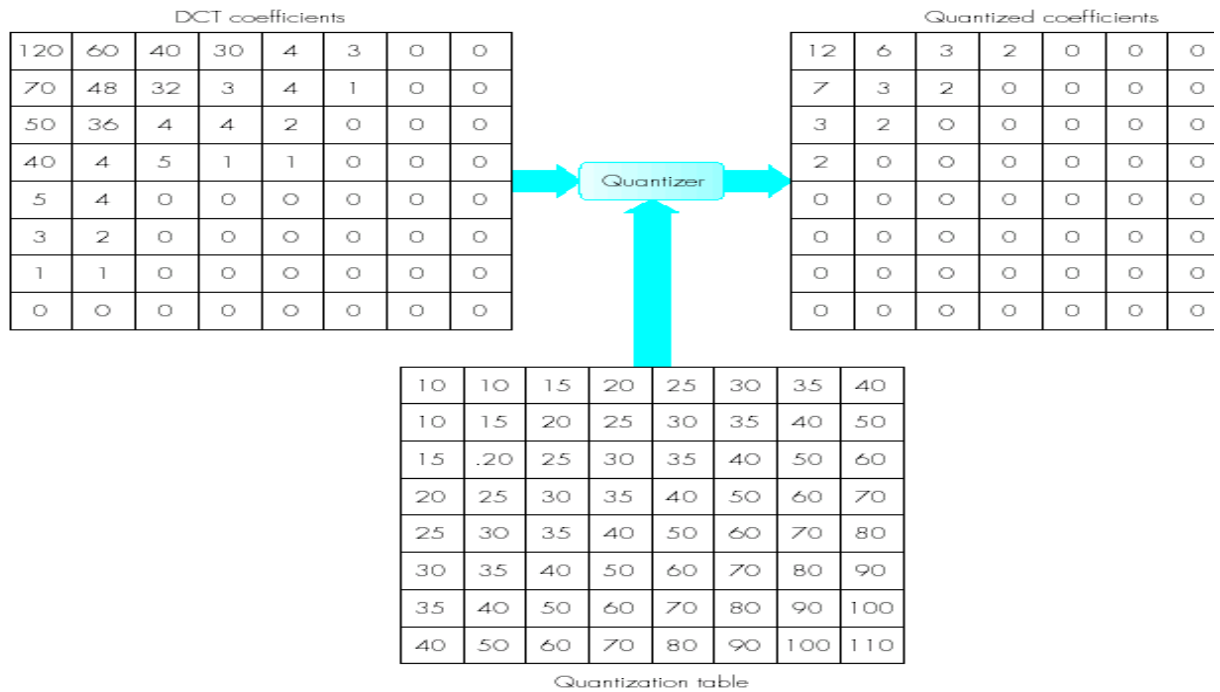 DCT coefficients
120 60 40 30 4 3 0 0
70 48 32 3 4 1 0 0
50 36 4 4 2 0 0 0
40 4 5 1 1 0 0 0
5 4 0 0 0 0 0 0
3 2 0 0 0 0 0 0
1 1 0 0 0 0 0 0
0 0 0 0 0 0 0 0
Quantizer
Quantized coefficients
12 6 3 2 0 0 0
7 3 2 0 0 0 0
3 2 0 0 0 0 0
2 0 0 0 0 0 0
0 0 0 0 0 0 0
0 0 0 0 0 0 0
0 0 0 0 0 0 0
0 0 0 0 0 0 0
10 10 15 20 25 30 35 40
10 15 20 25 30 35 40 50
15 .20 25 30 35 40 50 60
20 25 30 35 40 50 60 70
25 30 35 40 50 60 70 80
30 35 40 50 60 70 80 90
35 40 50 60 70 80 90 100
40 50 60 70 80 90 100 110
Quantization table